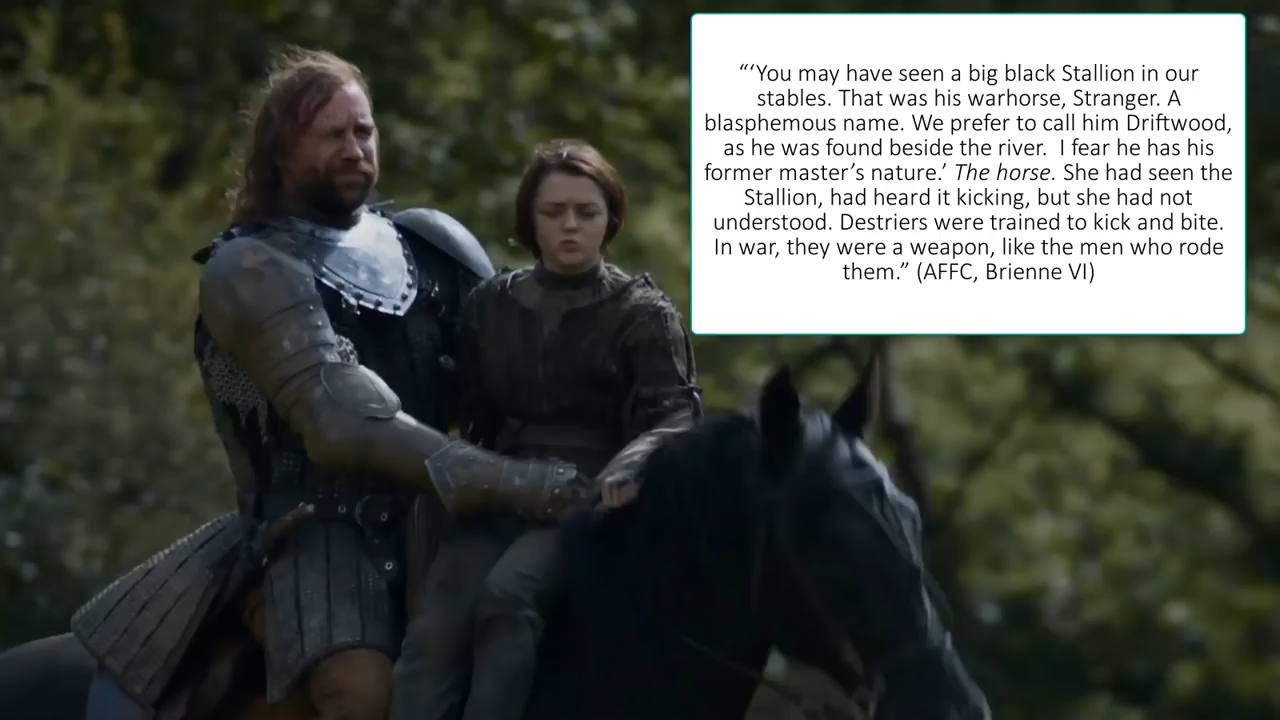 “‘You may have seen a big black Stallion in our
stables. That was his warhorse, Stranger. A
blasphemous name. We prefer to call him Driftwood,
as he was found beside the river.  I fear he has his
former master’s nature.’ The horse. She had seen the
Stallion, had heard it kicking, but she had not
understood. Destriers were trained to kick and bite.
In war, they were a weapon, like the men who rode
them.” (AFFC, Brienne VI)